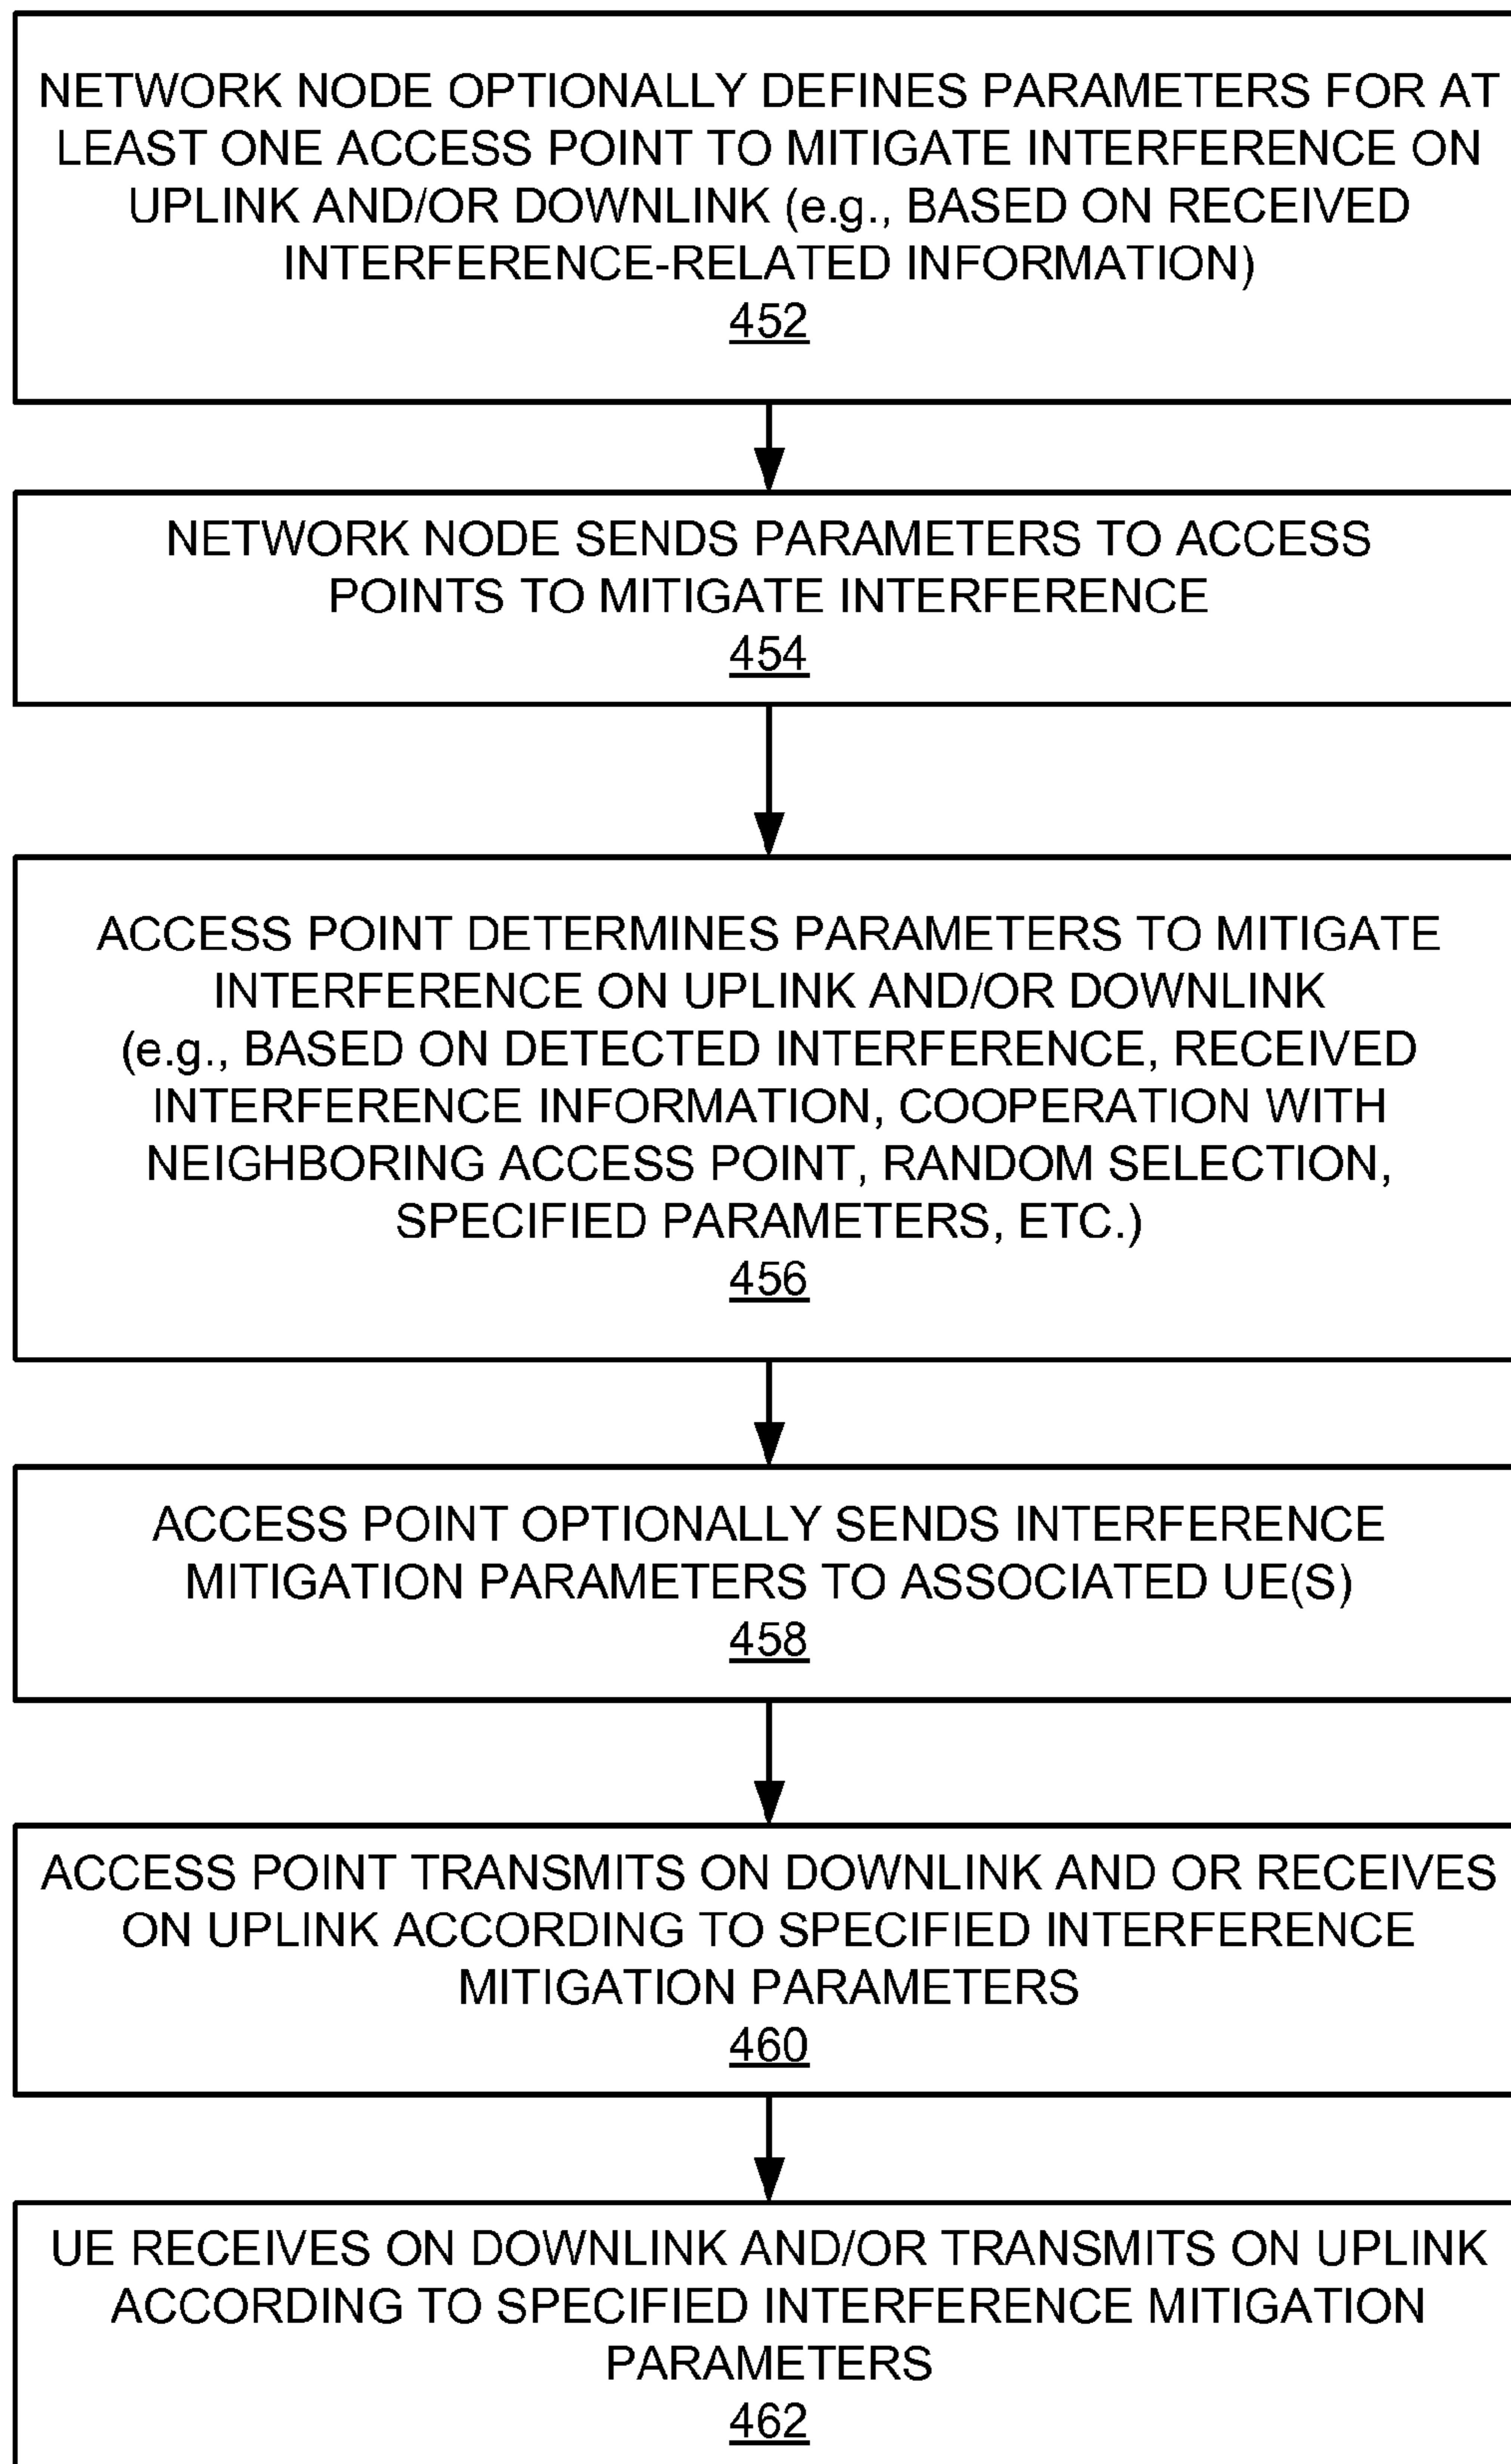 NETWORK NODE OPTIONALLY DEFINES PARAMETERS FOR AT
LEAST ONE ACCESS POINT TO MITIGATE INTERFERENCE ON
UPLINK AND/OR DOWNLINK (e.g., BASED ON RECEIVED
INTERFERENCE-RELATED INFORMATION)
452
NETWORK NODE SENDS PARAMETERS TO ACCESS
POINTS TO MITIGATE INTERFERENCE
454
ACCESS POINT DETERMINES PARAMETERS TO MITIGATE
INTERFERENCE ON UPLINK AND/OR DOWNLINK
(e.g., BASED ON DETECTED INTERFERENCE, RECEIVED
INTERFERENCE INFORMATION, COOPERATION WITH
NEIGHBORING ACCESS POINT, RANDOM SELECTION,
SPECIFIED PARAMETERS, ETC.)
456
ACCESS POINT OPTIONALLY SENDS INTERFERENCE
MITIGATION PARAMETERS TO ASSOCIATED UE(S)
458
ACCESS POINT TRANSMITS ON DOWNLINK AND OR RECEIVES
ON UPLINK ACCORDING TO SPECIFIED INTERFERENCE
MITIGATION PARAMETERS
460
UE RECEIVES ON DOWNLINK AND/OR TRANSMITS ON UPLINK
ACCORDING TO SPECIFIED INTERFERENCE MITIGATION
PARAMETERS
462